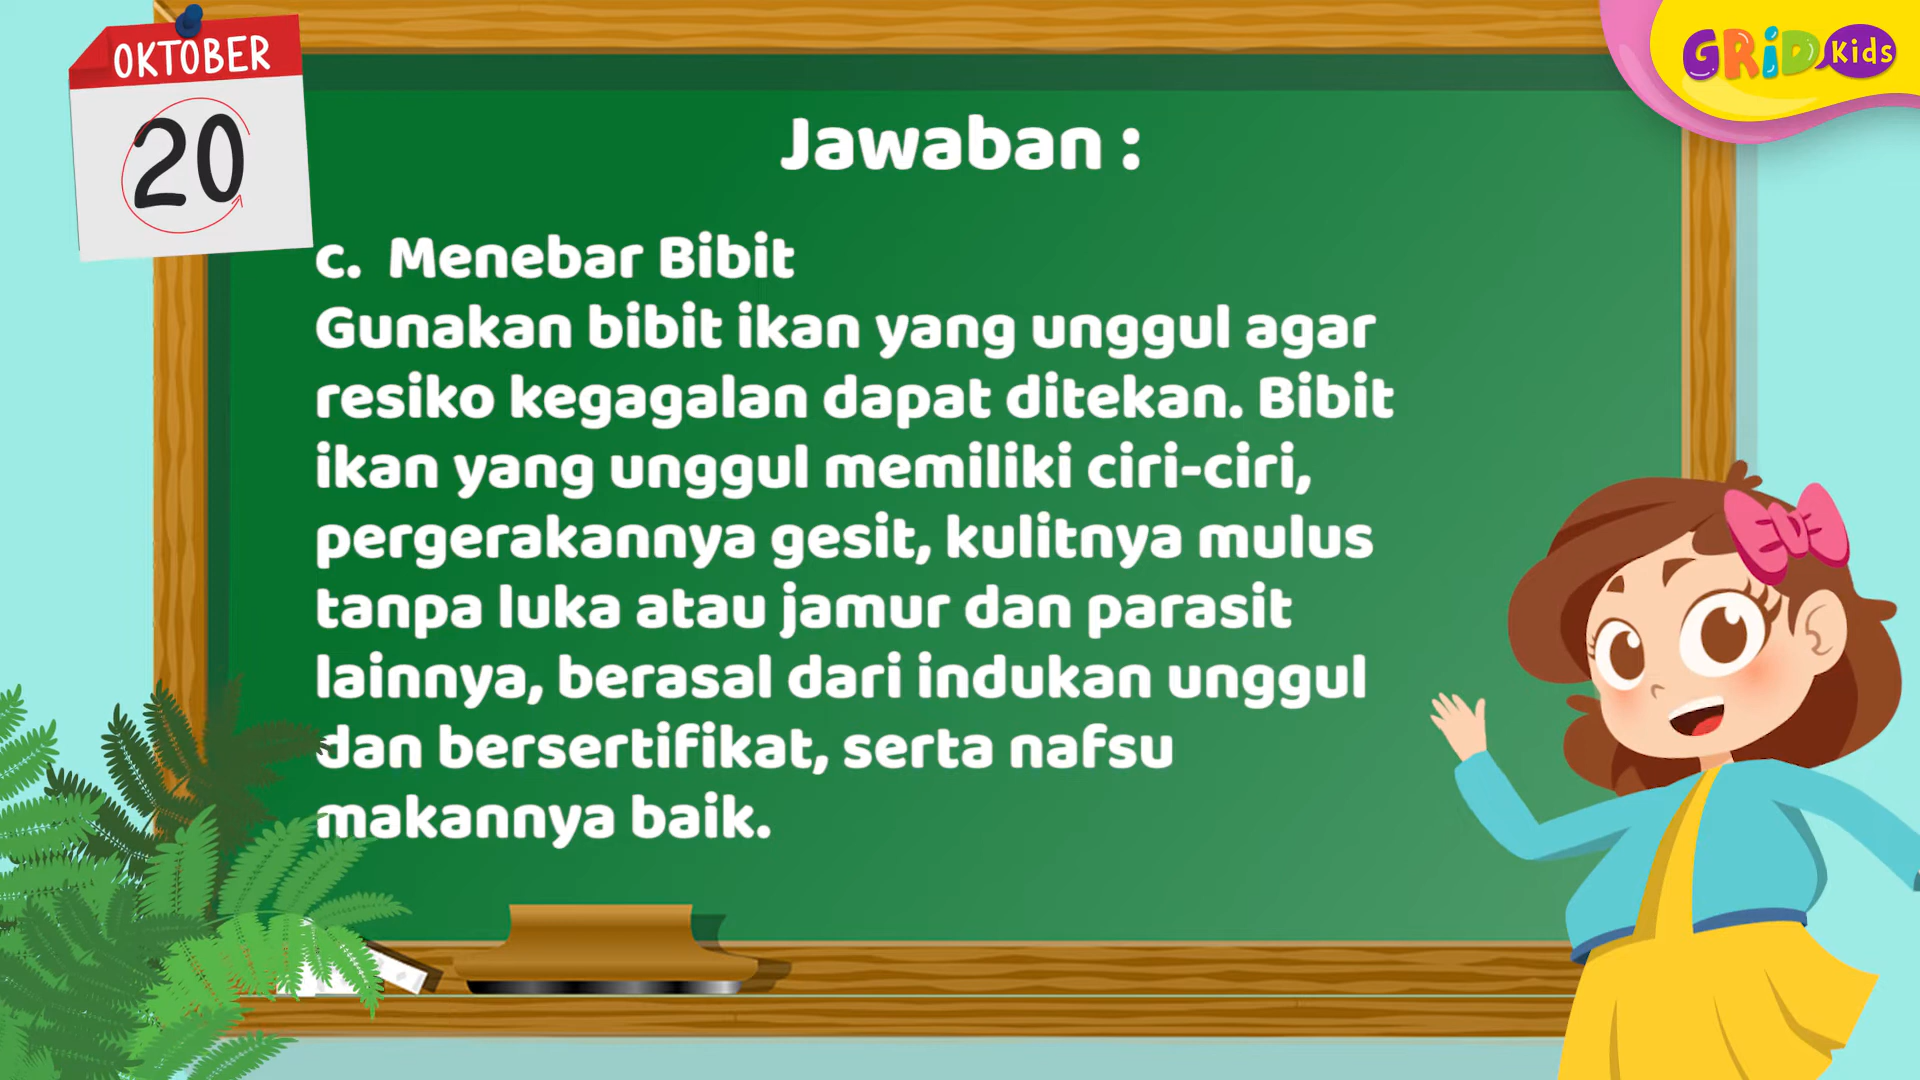 OKTOBER
20
GRiD Kids
Jawaban :
c. Menebar Bibit
Gunakan bibit ikan yang unggul agar
resiko kegagalan dapat ditekan. Bibit
ikan yang unggul memiliki ciri-ciri,
pergerakannya gesit, kulitnya mulus
tanpa luka atau jamur dan parasit
lainnya, berasal dari indukan unggul
dan bersertifikat, serta nafsu
makannya baik.